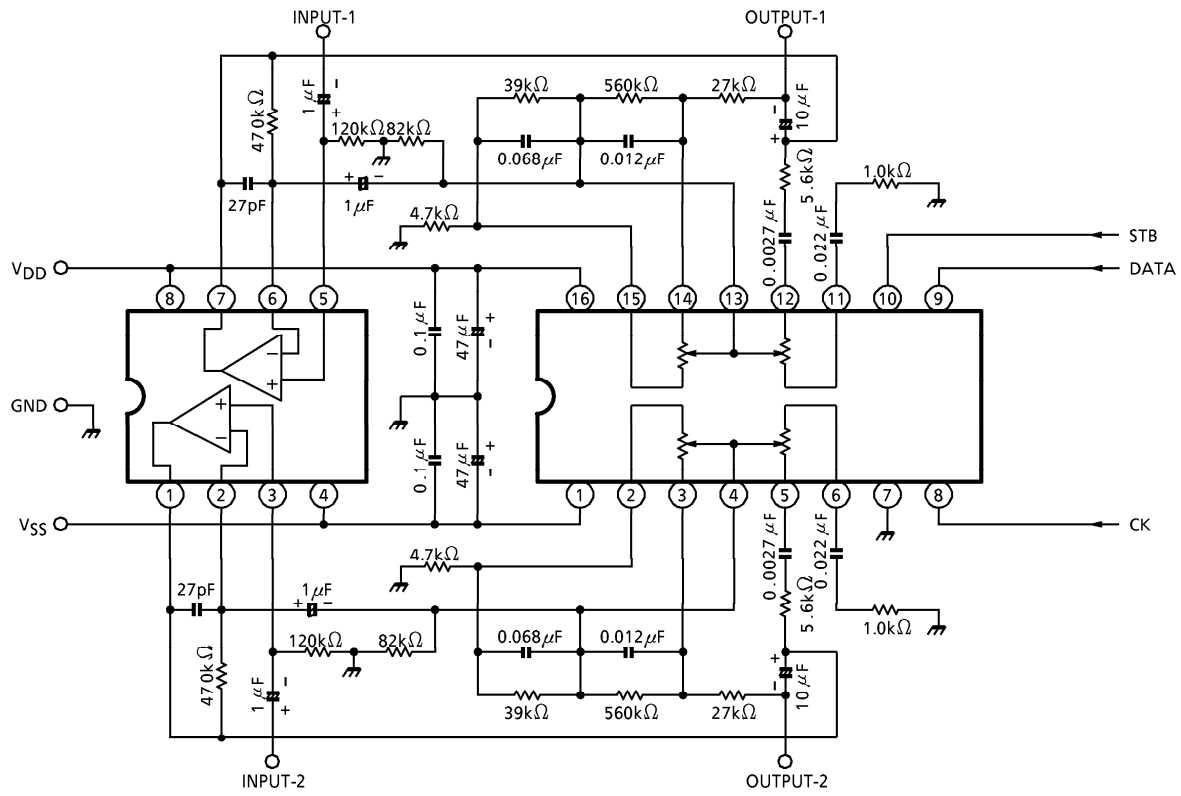 INPUT-1 OUTPUT-1
39kΩ 560kΩ 27kΩ
470kΩ 1μF - + - 10μF +
120kΩ 82kΩ
0.068μF 0.012μF
5.6kΩ 1.0kΩ
27pF + - 1μF
4.7kΩ
0.0027μF 0.022μF
STB
VDD
DATA
8 7 6 5 16 15 14 13 12 11 10 9
0.1μF 47μF + -
- +
GND
+ -
0.1μF 47μF + -
1 2 3 4 1 2 3 4 5 6 7 8
VSS
CK
4.7kΩ
0.0027μF 0.022μF
27pF 1μF + -
5.6kΩ 1.0kΩ
120kΩ 82kΩ
0.068μF 0.012μF
470kΩ 1μF - + + 10μF -
39kΩ 560kΩ 27kΩ
INPUT-2 OUTPUT-2